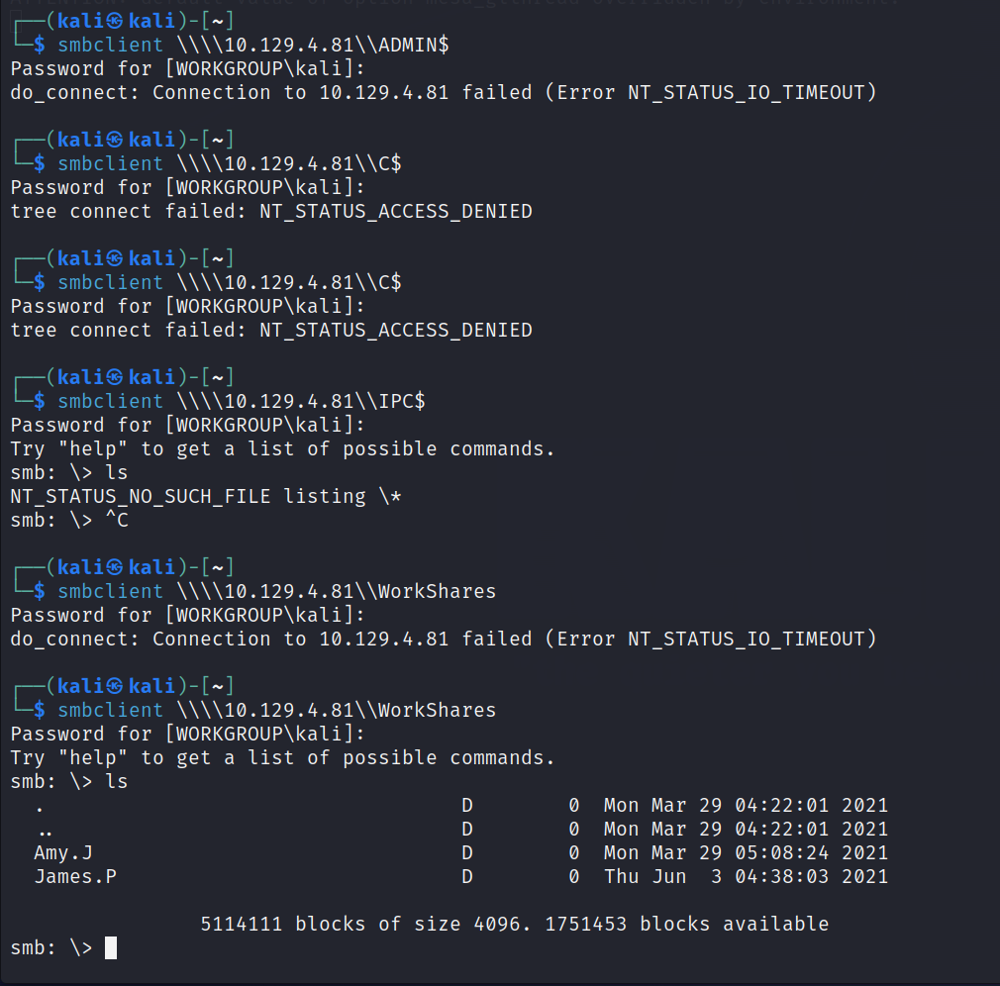 ┌──(kali㉿kali)-[~]
└─$ smbclient \\\\10.129.4.81\\ADMIN$
Password for [WORKGROUP\kali]:
do_connect: Connection to 10.129.4.81 failed (Error NT_STATUS_IO_TIMEOUT)
┌──(kali㉿kali)-[~]
└─$ smbclient \\\\10.129.4.81\\C$
Password for [WORKGROUP\kali]:
tree connect failed: NT_STATUS_ACCESS_DENIED
┌──(kali㉿kali)-[~]
└─$ smbclient \\\\10.129.4.81\\C$
Password for [WORKGROUP\kali]:
tree connect failed: NT_STATUS_ACCESS_DENIED
┌──(kali㉿kali)-[~]
└─$ smbclient \\\\10.129.4.81\\IPC$
Password for [WORKGROUP\kali]:
Try "help" to get a list of possible commands.
smb: \> ls
NT_STATUS_NO_SUCH_FILE listing \*
smb: \> ^C
┌──(kali㉿kali)-[~]
└─$ smbclient \\\\10.129.4.81\\WorkShares
Password for [WORKGROUP\kali]:
do_connect: Connection to 10.129.4.81 failed (Error NT_STATUS_IO_TIMEOUT)
┌──(kali㉿kali)-[~]
└─$ smbclient \\\\10.129.4.81\\WorkShares
Password for [WORKGROUP\kali]:
Try "help" to get a list of possible commands.
smb: \> ls
  .                                   D        0  Mon Mar 29 04:22:01 2021
  ..                                  D        0  Mon Mar 29 04:22:01 2021
  Amy.J                               D        0  Mon Mar 29 05:08:24 2021
  James.P                             D        0  Thu Jun  3 04:38:03 2021
                5114111 blocks of size 4096. 1751453 blocks available
smb: \>